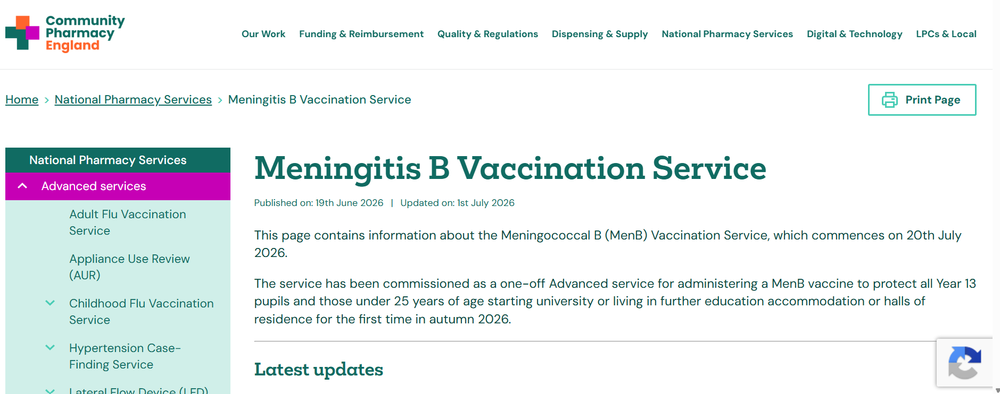 Community
Pharmacy
England
Our Work
Funding & Reimbursement
Quality & Regulations
Dispensing & Supply
National Pharmacy Services
Digital & Technology
LPCs & Local
Home > National Pharmacy Services > Meningitis B Vaccination Service
Print Page
National Pharmacy Services
Advanced services
Adult Flu Vaccination
Service
Appliance Use Review
(AUR)
Childhood Flu Vaccination
Service
Hypertension Case-
Finding Service
Lateral Flow Device (LFD)
Meningitis B Vaccination Service
Published on: 19th June 2026 | Updated on: 1st July 2026
This page contains information about the Meningococcal B (MenB) Vaccination Service, which commences on 20th July
2026.
The service has been commissioned as a one-off Advanced service for administering a MenB vaccine to protect all Year 13
pupils and those under 25 years of age starting university or living in further education accommodation or halls of
residence for the first time in autumn 2026.
Latest updates